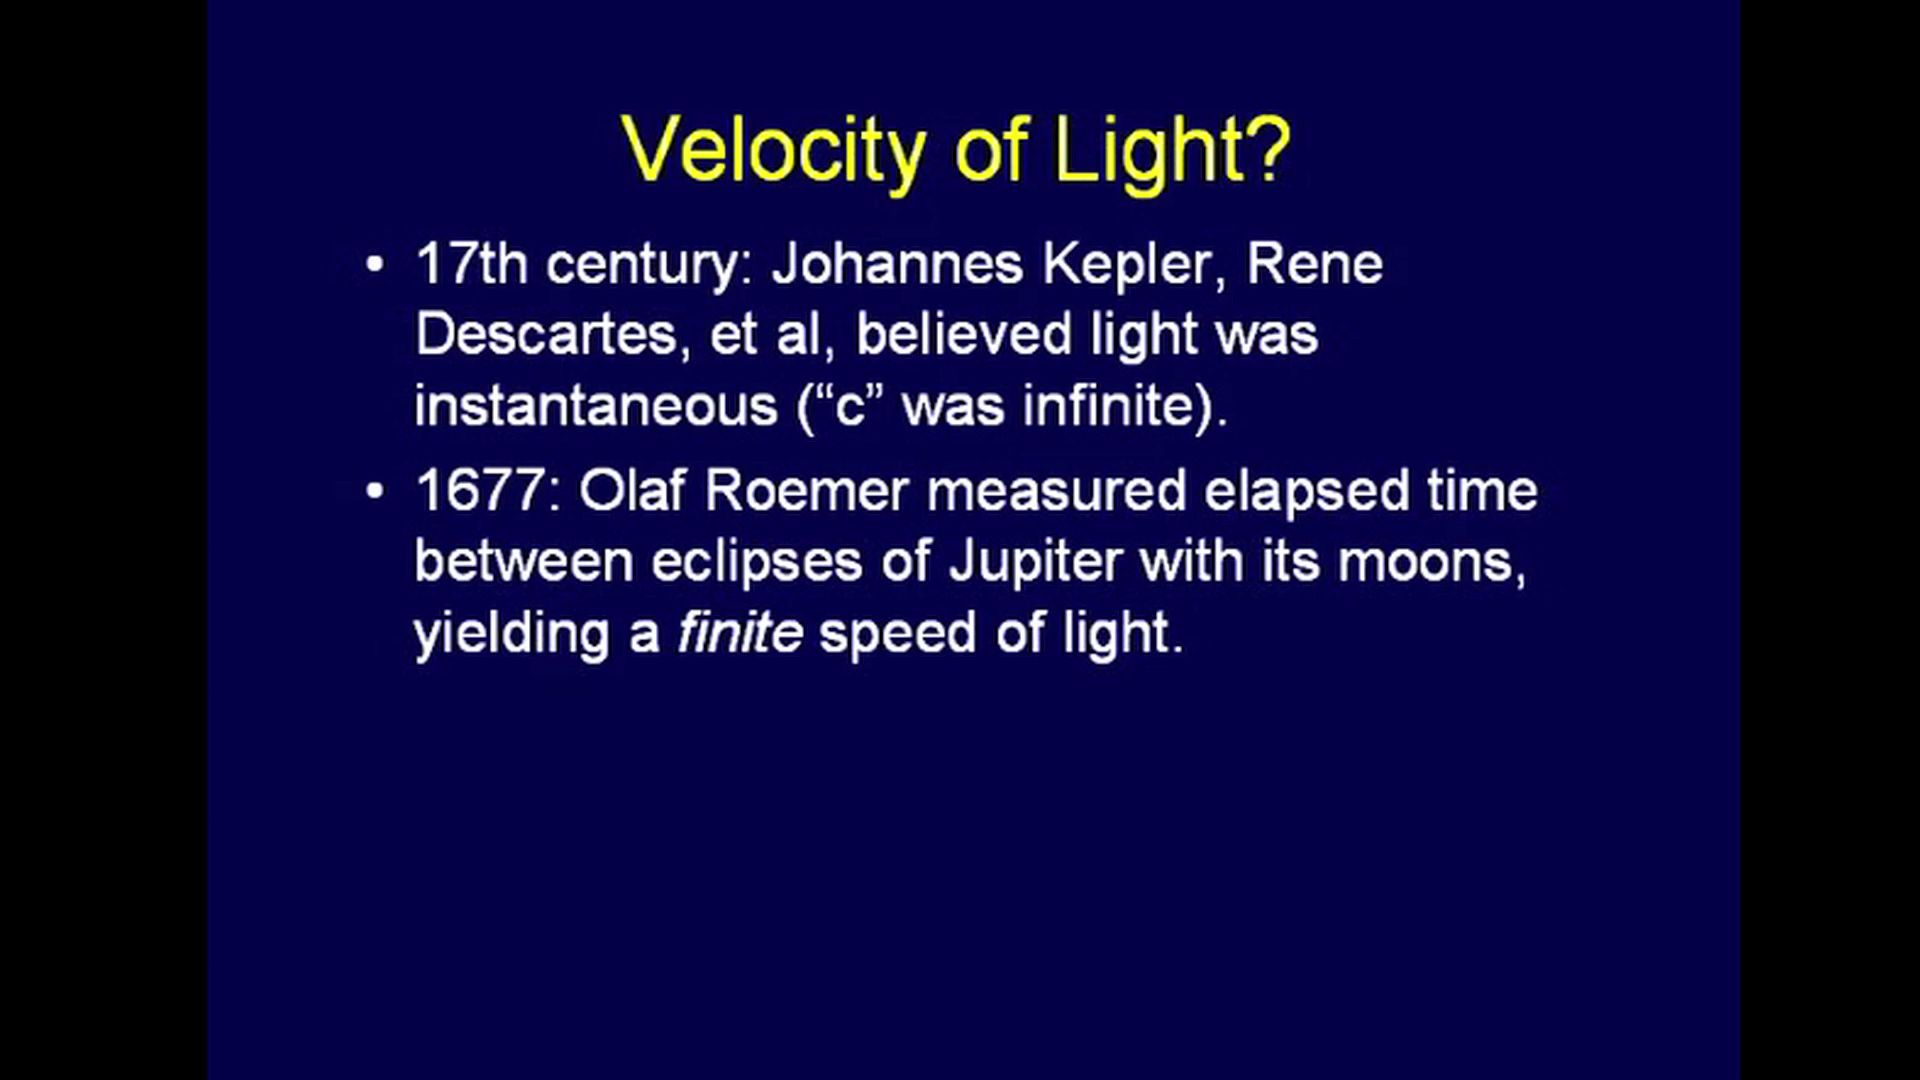 Velocity of Light?
• 17th century: Johannes Kepler, Rene
Descartes, et al, believed light was
instantaneous (“c” was infinite).
• 1677: Olaf Roemer measured elapsed time
between eclipses of Jupiter with its moons,
yielding a finite speed of light.